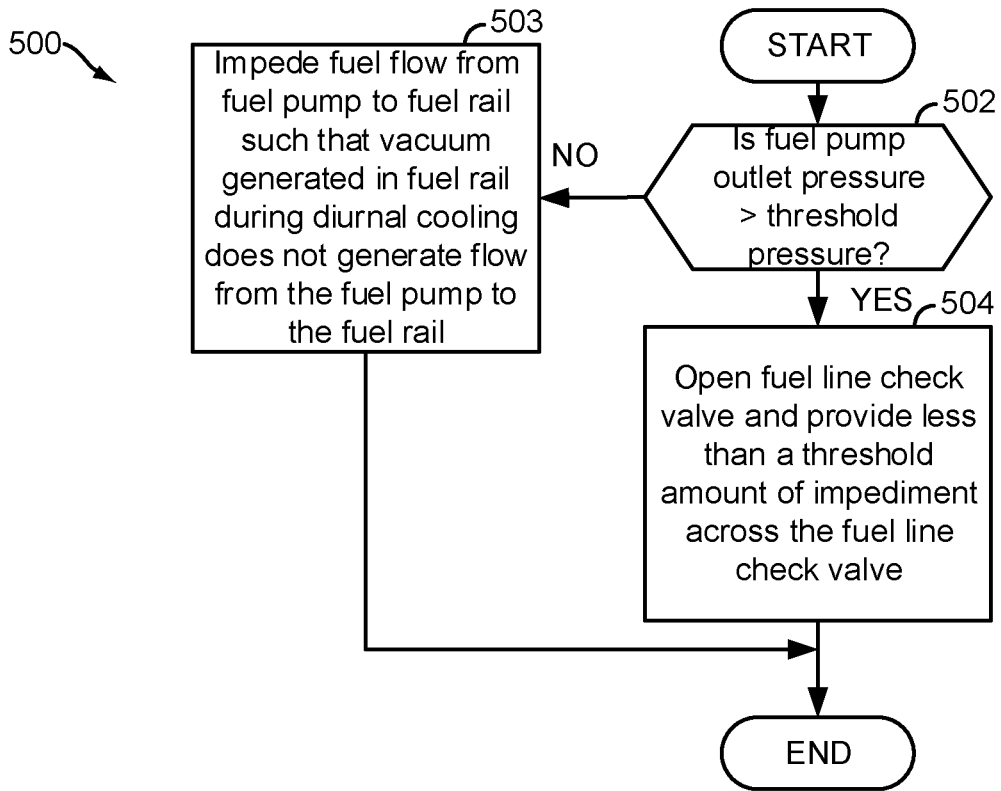 500
START
502
Is fuel pump
outlet pressure
> threshold
pressure?
NO
503
Impede fuel flow from
fuel pump to fuel rail
such that vacuum
generated in fuel rail
during diurnal cooling
does not generate flow
from the fuel pump to
the fuel rail
YES
504
Open fuel line check
valve and provide less
than a threshold
amount of impediment
across the fuel line
check valve
END